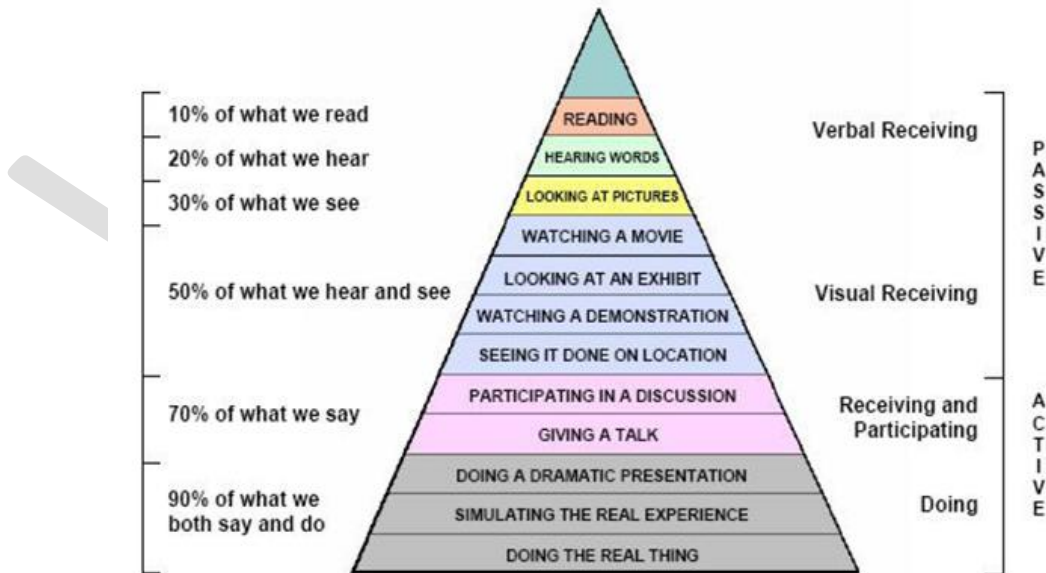 10% of what we read
20% of what we hear
30% of what we see
50% of what we hear and see
70% of what we say
90% of what we
both say and do
READING
HEARING WORDS
LOOKING AT PICTURES
WATCHING A MOVIE
LOOKING AT AN EXHIBIT
WATCHING A DEMONSTRATION
SEEING IT DONE ON LOCATION
PARTICIPATING IN A DISCUSSION
GIVING A TALK
DOING A DRAMATIC PRESENTATION
SIMULATING THE REAL EXPERIENCE
DOING THE REAL THING
Verbal Receiving
Visual Receiving
Receiving and
Participating
Doing
PASSIVE
ACTIVE